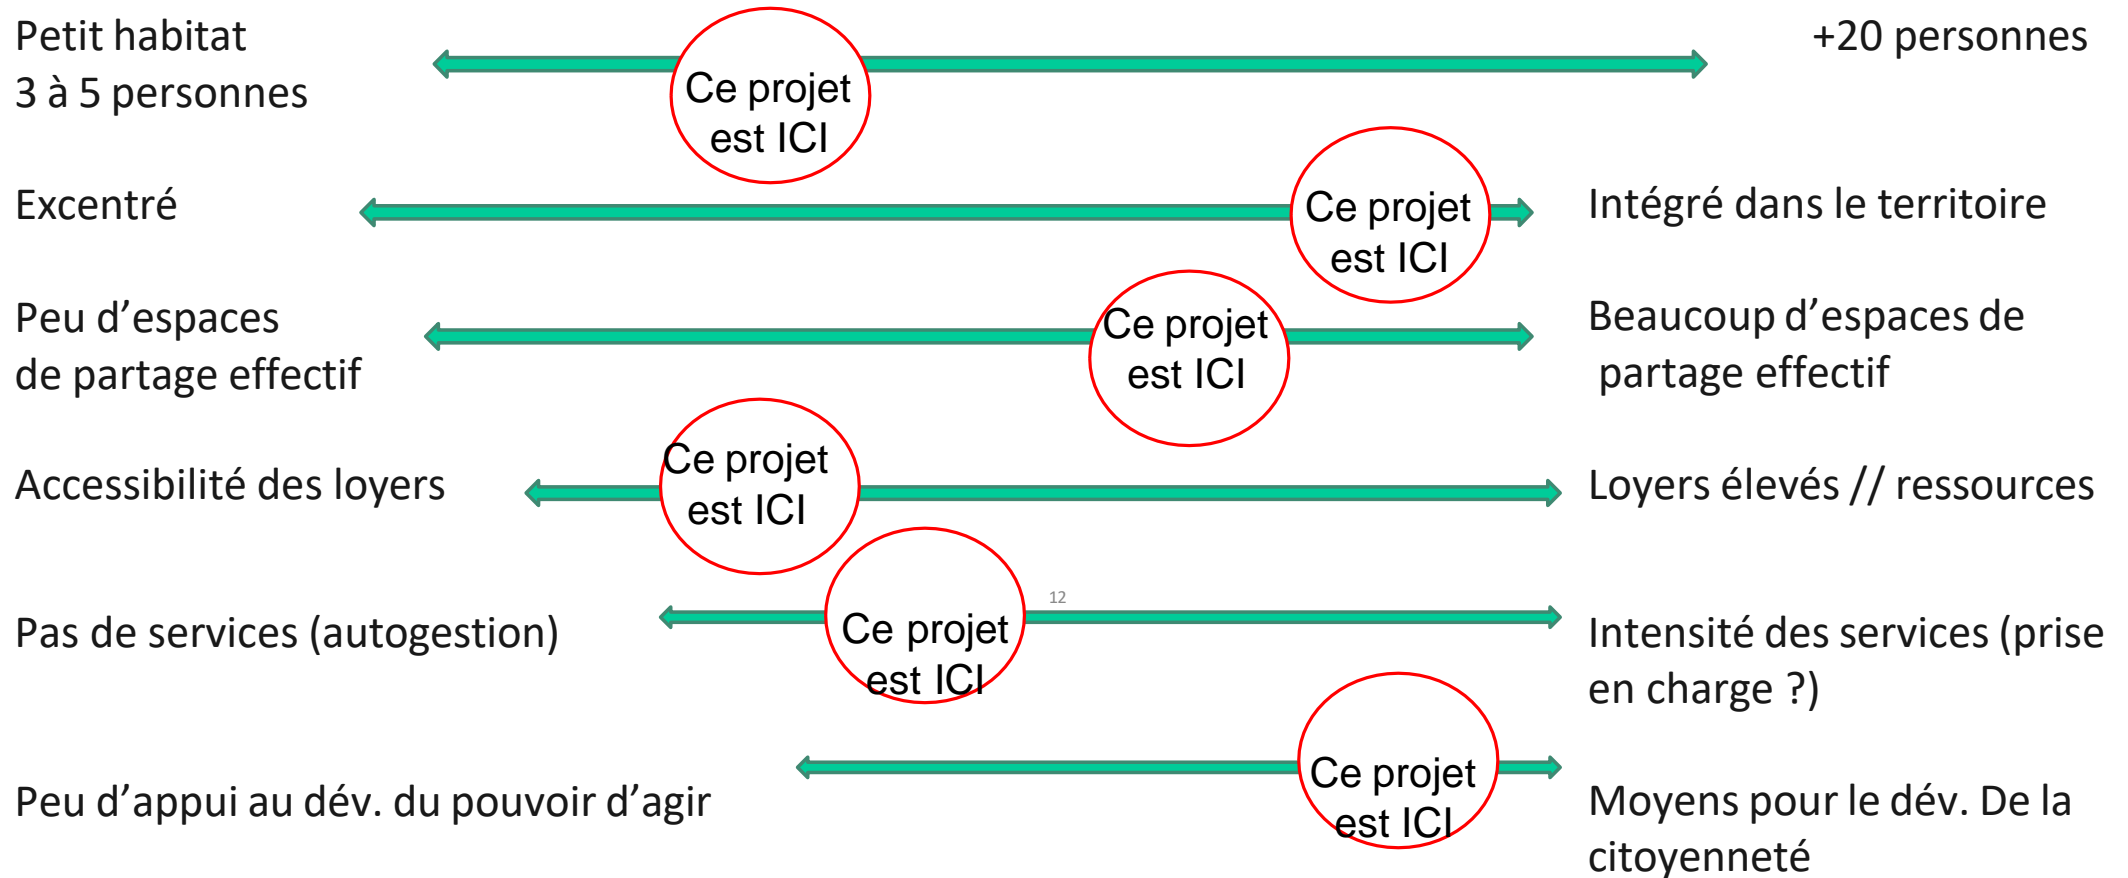 Petit habitat
3 à 5 personnes
Ce projet
est ICI
+20 personnes
Excentré
Ce projet
est ICI
Intégré dans le territoire
Peu d’espaces
de partage effectif
Ce projet
est ICI
Beaucoup d’espaces de
partage effectif
Accessibilité des loyers
Ce projet
est ICI
Loyers élevés // ressources
Pas de services (autogestion)
Ce projet
est ICI
12
Intensité des services (prise
en charge ?)
Peu d’appui au dév. du pouvoir d’agir
Ce projet
est ICI
Moyens pour le dév. De la
citoyenneté